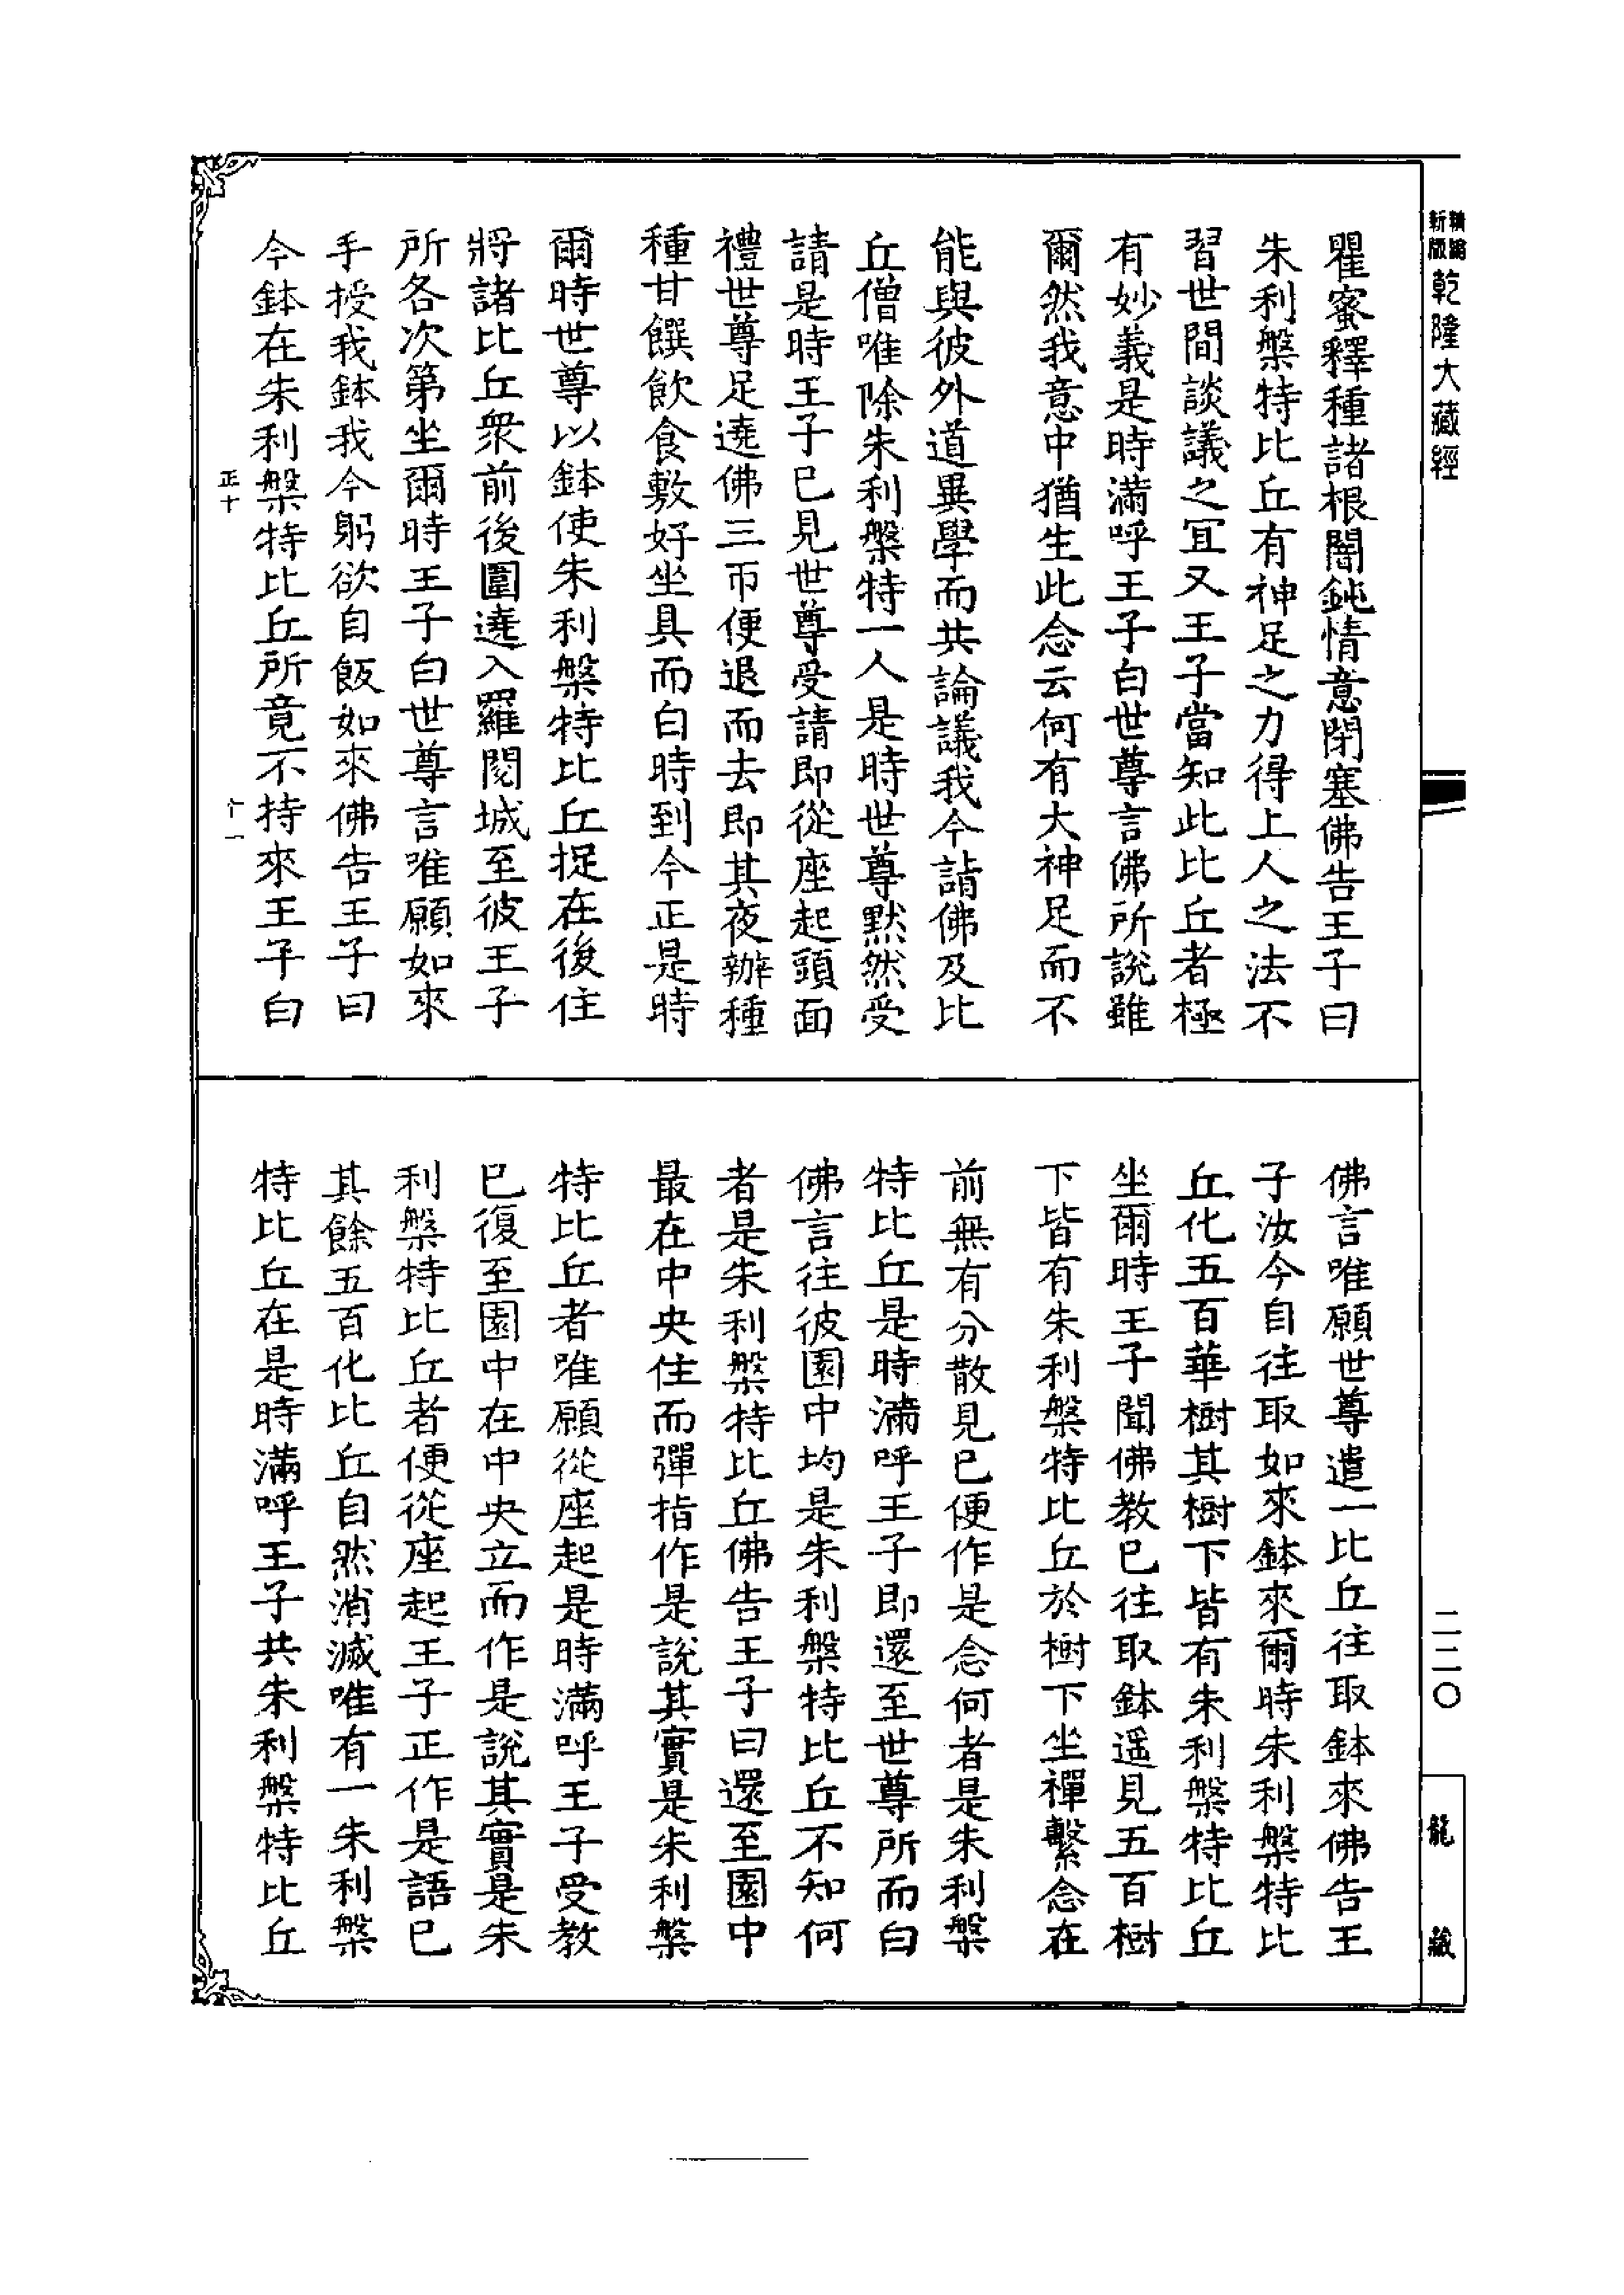 新版
精繕
乾隆大藏經
瞿蜜釋種諸根闇鈍情意閉塞佛告王子曰
朱利槃特比丘有神足之力得上人之法不
習世間談議之冝又王子當知此比丘者極
有妙義是時滿呼王子白世尊言佛所說雖
爾然我意中猶生此念云何有大神足而不
能與彼外道異學而共論議我今請佛及比
丘僧唯除朱利槃特一人是時世尊默然受
請是時王子已見世尊受請即從座起頭面
禮世尊足遶佛三帀便退而去即其夜辦種
種甘饌飲食敷好坐具而白時到今正是時
爾時世尊以鉢使朱利槃特比丘捉在後住
將諸比丘衆前後圍遶入羅閱城至彼王子
所各次第坐爾時王子白世尊言唯願如來
手授我鉢我今躬欲自飯如來佛告王子曰
今鉢在朱利槃特比丘所竟不持來王子白
正十
十一
佛言唯願世尊遣一比丘往取鉢來佛告王
子汝今自往取如來鉢來爾時朱利槃特比
丘化五百華樹其樹下皆有朱利槃特比丘
坐爾時王子聞佛教已往取鉢遥見五百樹
下皆有朱利槃特比丘於樹下坐禪繫念在
前無有分散見已便作是念何者是朱利槃
特比丘是時滿呼王子即還至世尊所而白
佛言往彼園中均是朱利槃特比丘不知何
者是朱利槃特比丘佛告王子曰還至園中
最在中央住而彈指作是說其實是朱利槃
特比丘者唯願從座起是時滿呼王子受教
已復至園中在中央立而作是說其實是朱
利槃特比丘者便從座起王子正作是語已
其餘五百化比丘自然消滅唯有一朱利槃
特比丘在是時滿呼王子共朱利槃特比丘
二二〇
龍藏